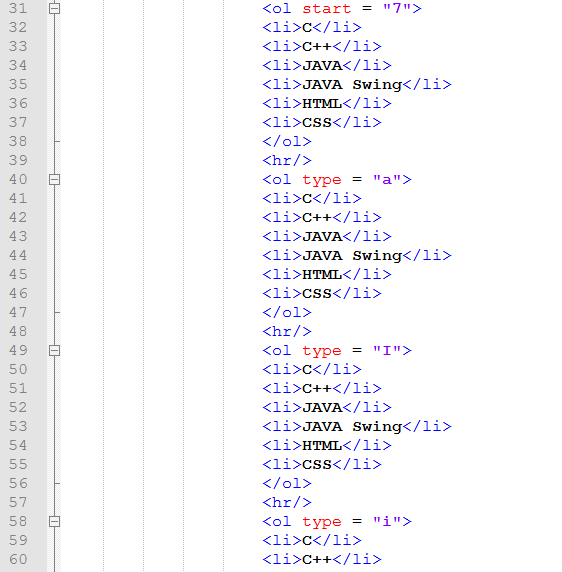 31 <ol start = "7">
32 <li>C</li>
33 <li>C++</li>
34 <li>JAVA</li>
35 <li>JAVA Swing</li>
36 <li>HTML</li>
37 <li>CSS</li>
38 </ol>
39 <hr/>
40 <ol type = "a">
41 <li>C</li>
42 <li>C++</li>
43 <li>JAVA</li>
44 <li>JAVA Swing</li>
45 <li>HTML</li>
46 <li>CSS</li>
47 </ol>
48 <hr/>
49 <ol type = "I">
50 <li>C</li>
51 <li>C++</li>
52 <li>JAVA</li>
53 <li>JAVA Swing</li>
54 <li>HTML</li>
55 <li>CSS</li>
56 </ol>
57 <hr/>
58 <ol type = "i">
59 <li>C</li>
60 <li>C++</li>